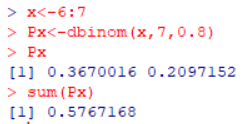 > x<-6:7
> Px<-dbinom(x,7,0.8)
> Px
[1] 0.3670016 0.2097152
> sum(Px)
[1] 0.5767168